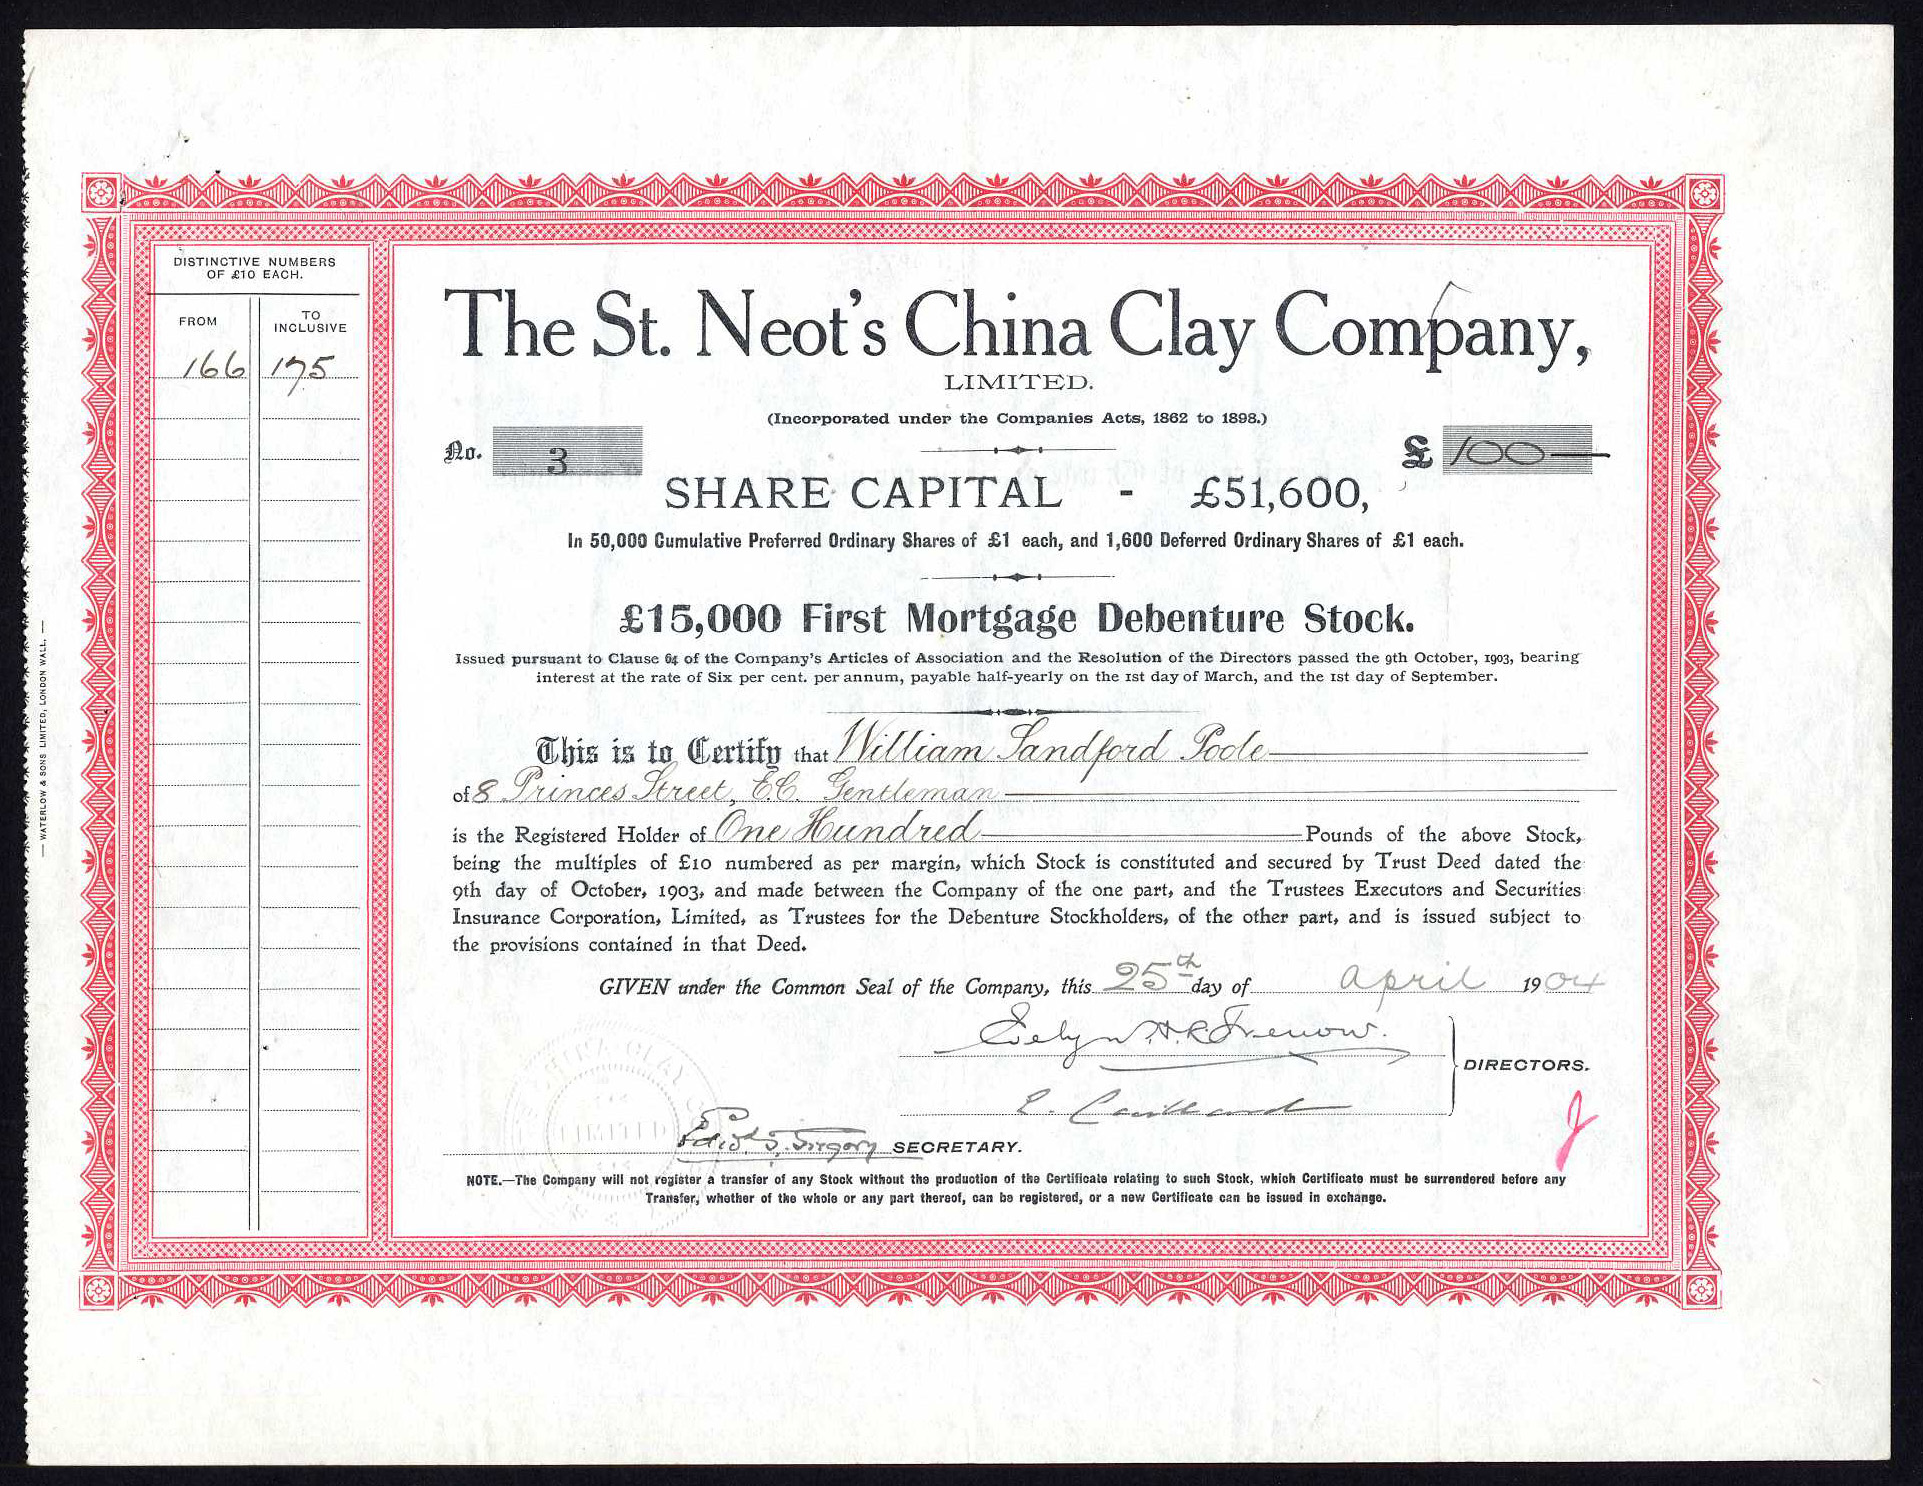 DISTINCTIVE NUMBERS
OF £10 EACH.
FROM
TO
INCLUSIVE
166 175
The St. Neot's China Clay Company,
LIMITED.
(Incorporated under the Companies Acts, 1862 to 1898.)
No. 3
£ 100
SHARE CAPITAL - £51,600,
In 50,000 Cumulative Preferred Ordinary Shares of £1 each, and 1,600 Deferred Ordinary Shares of £1 each.
£15,000 First Mortgage Debenture Stock.
Issued pursuant to Clause 64 of the Company's Articles of Association and the Resolution of the Directors passed the 9th October, 1903, bearing
interest at the rate of Six per cent. per annum, payable half-yearly on the 1st day of March, and the 1st day of September.
This is to Certify that William Sandford Poole
of 8 Princes Street, E.C. Gentleman
is the Registered Holder of One Hundred Pounds of the above Stock,
being the multiples of £10 numbered as per margin, which Stock is constituted and secured by Trust Deed dated the
9th day of October, 1903, and made between the Company of the one part, and the Trustees Executors and Securities
Insurance Corporation, Limited, as Trustees for the Debenture Stockholders, of the other part, and is issued subject to
the provisions contained in that Deed.
GIVEN under the Common Seal of the Company, this 25th day of April 1904
DIRECTORS.
SECRETARY.
CHINA CLAY
LIMITED
NOTE.—The Company will not register a transfer of any Stock without the production of the Certificate relating to such Stock, which Certificate must be surrendered before any
Transfer, whether of the whole or any part thereof, can be registered, or a new Certificate can be issued in exchange.
— WATERLOW & SONS LIMITED, LONDON WALL. —